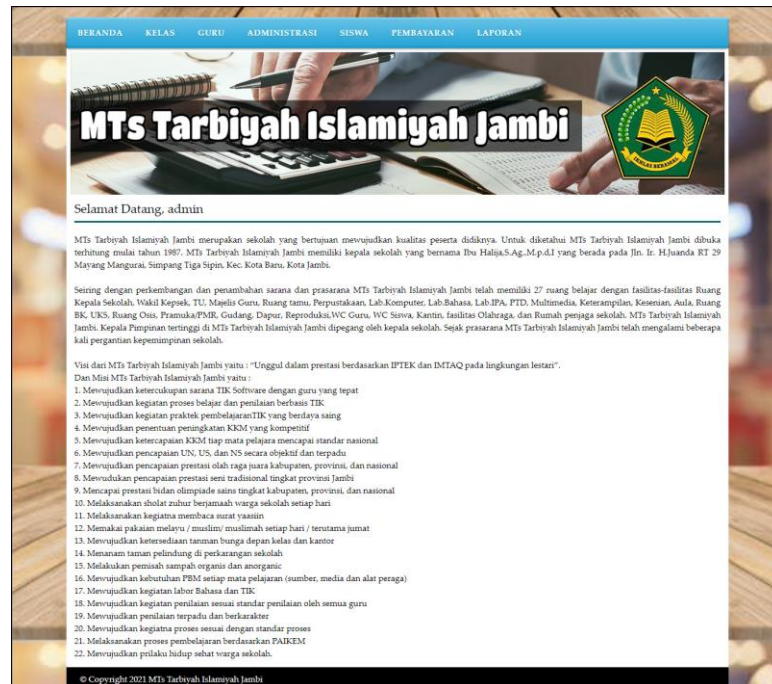 BERANDA KELAS GURU ADMINISTRASI SISWA PEMBAYARAN LAPORAN
MTs Tarbiyah Islamiyah Jambi
IKHLAS BERAMAL
Selamat Datang, admin
MTs Tarbiyah Islamiyah Jambi merupakan sekolah yang bertujuan mewujudkan kualitas peserta didiknya. Untuk diketahui MTs Tarbiyah Islamiyah Jambi dibuka
terhitung mulai tahun 1987. MTs Tarbiyah Islamiyah Jambi memiliki kepala sekolah yang bernama Ibu Halija,S.Ag.,M.p.d,I yang berada pada Jln. Ir. H.Juanda RT 29
Mayang Mangurai, Simpang Tiga Sipin, Kec. Kota Baru, Kota Jambi.
Seiring dengan perkembangan dan penambahan sarana dan prasarana MTs Tarbiyah Islamiyah Jambi telah memiliki 27 ruang belajar dengan fasilitas-fasilitas Ruang
Kepala Sekolah, Wakil Kepsek, TU, Majelis Guru, Ruang tamu, Perpustakaan, Lab.Komputer, Lab.Bahasa, Lab.IPA, PTD, Multimedia, Keterampilan, Kesenian, Aula, Ruang
BK, UKS, Ruang Osis, Pramuka/PMR, Gudang, Dapur, Reproduksi,WC Guru, WC Siswa, Kantin, fasilitas Olahraga, dan Rumah penjaga sekolah. MTs Tarbiyah Islamiyah
Jambi. Kepala Pimpinan tertinggi di MTs Tarbiyah Islamiyah Jambi dipegang oleh kepala sekolah. Sejak prasarana MTs Tarbiyah Islamiyah Jambi telah mengalami beberapa
kali pergantian kepemimpinan sekolah.
Visi dari MTs Tarbiyah Islamiyah Jambi yaitu : "Unggul dalam prestasi berdasarkan IPTEK dan IMTAQ pada lingkungan lestari".
Dan Misi MTs Tarbiyah Islamiyah Jambi yaitu :
1. Mewujudkan ketercukupan sarana TIK Software dengan guru yang tepat
2. Mewujudkan kegiatan proses belajar dan penilaian berbasis TIK
3. Mewujudkan kegiatan praktek pembelajaranTIK yang berdaya saing
4. Mewujudkan penentuan peningkatan KKM yang kompetitif
5. Mewujudkan ketercapaian KKM tiap mata pelajara mencapai standar nasional
6. Mewujudkan pencapaian UN, US, dan NS secara objektif dan terpadu
7. Mewujudkan pencapaian prestasi olah raga juara kabupaten, provinsi, dan nasional
8. Mewudukan pencapaian prestasi seni tradisional tingkat provinsi Jambi
9. Mencapai prestasi bidan olimpiade sains tingkat kabupaten, provinsi, dan nasional
10. Melaksanakan sholat zuhur berjamaah warga sekolah setiap hari
11. Melaksanakan kegiatna membaca surat yaasiin
12. Memakai pakaian melayu / muslim/ muslimah setiap hari / terutama jumat
13. Mewujudkan ketersediaan tanman bunga depan kelas dan kantor
14. Menanam taman pelindung di perkarangan sekolah
15. Melakukan pemisah sampah organis dan anorganic
16. Mewujudkan kebutuhan PBM setiap mata pelajaran (sumber, media dan alat peraga)
17. Mewujudkan kegiatan labor Bahasa dan TIK
18. Mewujudkan kegiatan penilaian sesuai standar penilaian oleh semua guru
19. Mewujudkan penilaian terpadu dan berkarakter
20. Mewujudkan kegiatna proses sesuai dengan standar proses
21. Melaksanakan proses pembelajaran berdasarkan PAIKEM
22. Mewujudkan prilaku hidup sehat warga sekolah.
© Copyright 2021 MTs Tarbiyah Islamiyah Jambi